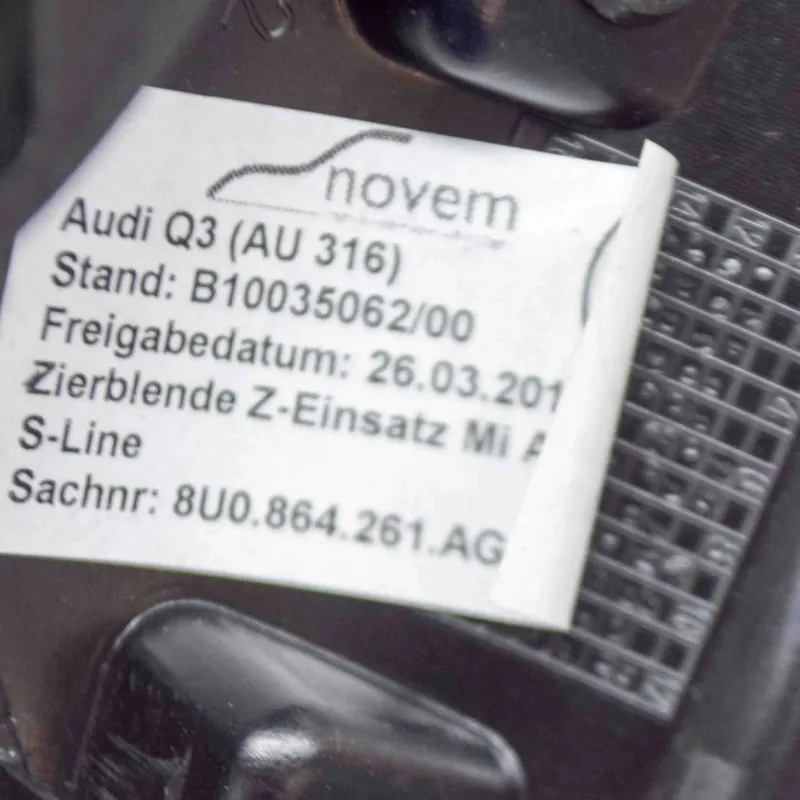 novem
Audi Q3 (AU 316)
Stand: B10035062/00
Freigabedatum: 26.03.201
Zierblende Z-Einsatz Mi A
S-Line
Sachnr: 8U0.864.261.AG